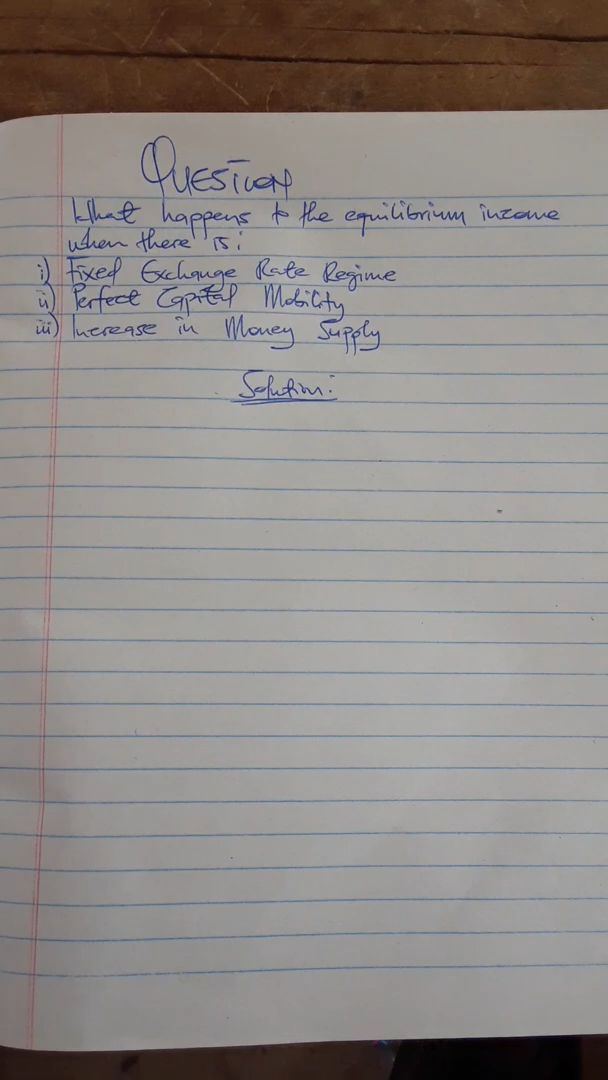 QUESTION
What happens to the equilibrium income
when there is:
i) Fixed Exchange Rate Regime
ii) Perfect Capital Mobility
iii) Increase in Money Supply
Solution: